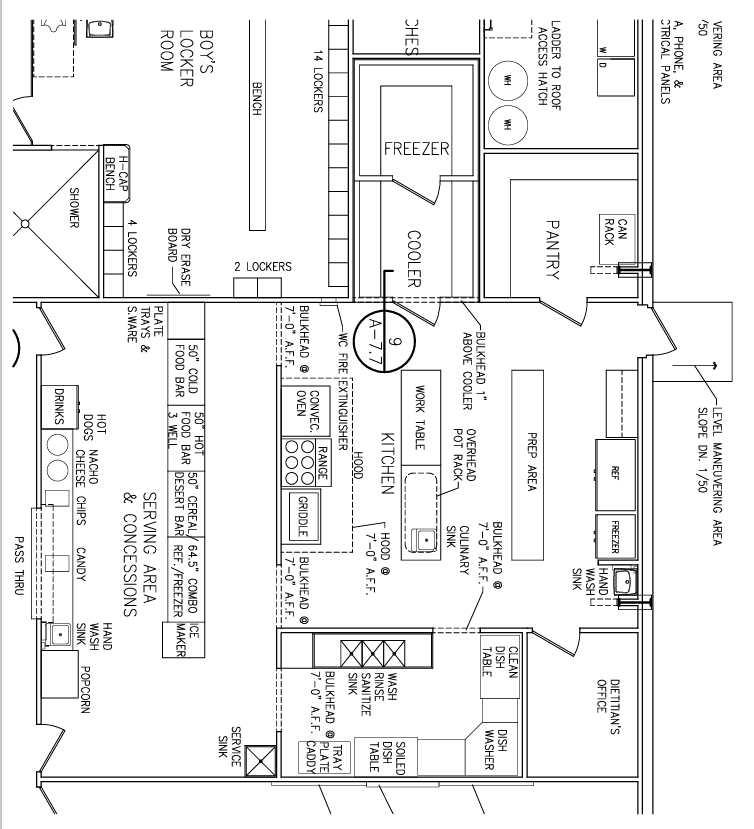 VERING AREA
/50
A, PHONE, &
CTRICAL PANELS
BOY'S
LOCKER
ROOM
BENCH
14 LOCKERS
CHES
LADDER TO ROOF
ACCESS HATCH
W
D
WH
WH
FREEZER
H-CAP
BENCH
SHOWER
4 LOCKERS
DRY ERASE
BOARD
2 LOCKERS
COOLER
PANTRY
CAN
RACK
PLATE
TRAYS &
S.WARE
50" COLD
FOOD BAR
50" HOT
FOOD BAR
3 WELL
50" CEREAL/
DESERT BAR
64.5" COMBO
REF./FREEZER
ICE
MAKER
BULKHEAD @
7'-0" A.F.F.
WC FIRE EXTINGUISHER
9
A-7.7
BULKHEAD 1"
ABOVE COOLER
LEVEL MANEUVERING AREA
SLOPE DN. 1/50
CONVEC.
OVEN
RANGE
GRIDDLE
HOOD
KITCHEN
WORK TABLE
OVERHEAD
POT RACK
PREP AREA
REF
FREEZER
HOOD @
7'-0" A.F.F.
CULINARY
SINK
BULKHEAD @
7'-0" A.F.F.
HAND
WASH
SINK
DRINKS
HOT
DOGS
NACHO
CHEESE
CHIPS
CANDY
HAND
WASH
SINK
POPCORN
PASS THRU
SERVING AREA
& CONCESSIONS
BULKHEAD @
7'-0" A.F.F.
WASH
RINSE
SANITIZE
SINK
BULKHEAD @
7'-0" A.F.F.
CLEAN
DISH
TABLE
DISH
WASHER
SOILED
DISH
TABLE
TRAY
PLATE
CADDY
SERVICE
SINK
DIETITIAN'S
OFFICE